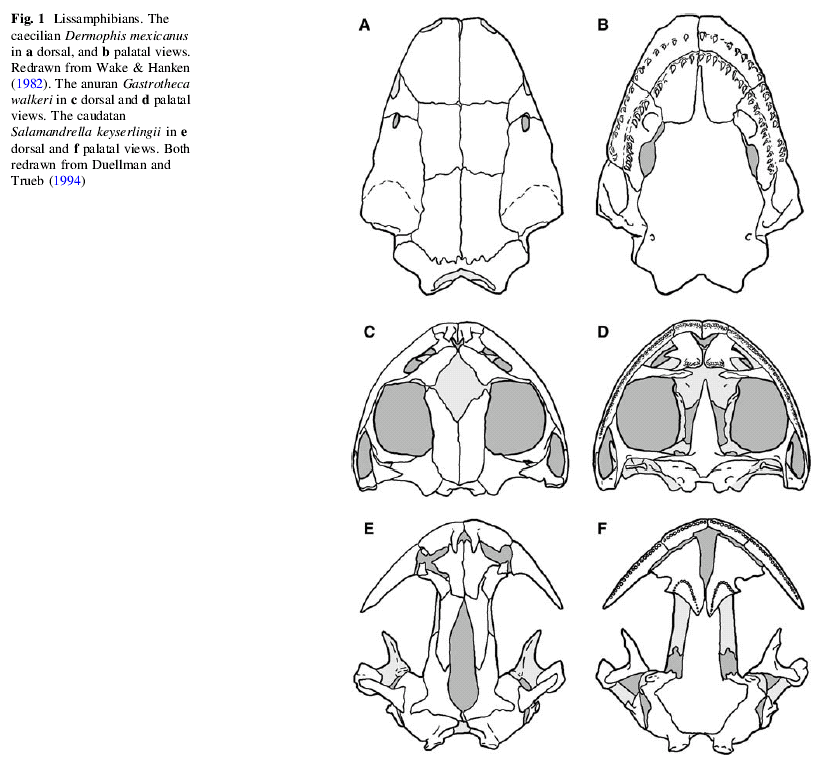 Fig. 1 Lissamphibians. The
caecilian Dermophis mexicanus
in a dorsal, and b palatal views.
Redrawn from Wake & Hanken
(1982). The anuran Gastrotheca
walkeri in c dorsal and d palatal
views. The caudatan
Salamandrella keyserlingii in e
dorsal and f palatal views. Both
redrawn from Duellman and
Trueb (1994)
A
B
C
D
E
F